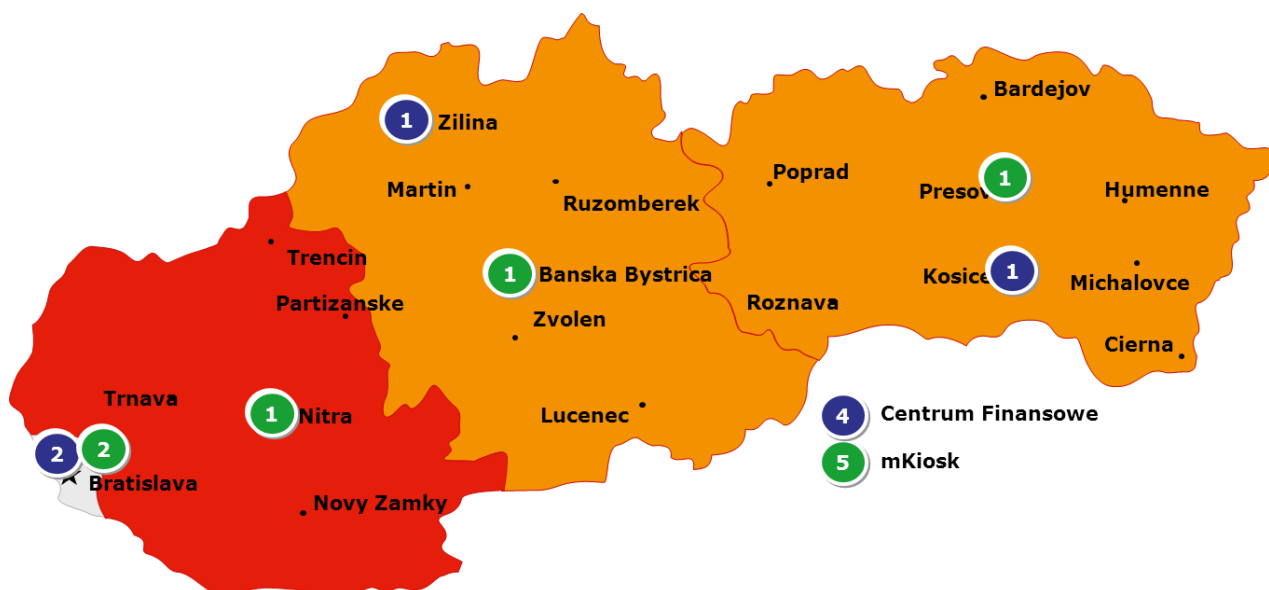 Bardejov
1
Zilina
Poprad
1
Martin
Presov
Humenne
Ruzomberek
Trencin
1
Banska Bystrica
Kosice
1
Michalovce
Partizanske
Roznava
Zvolen
Cierna
Trnava
1
Nitra
Lucenec
4
Centrum Finansowe
2
2
5
mKiosk
Bratislava
Novy Zamky